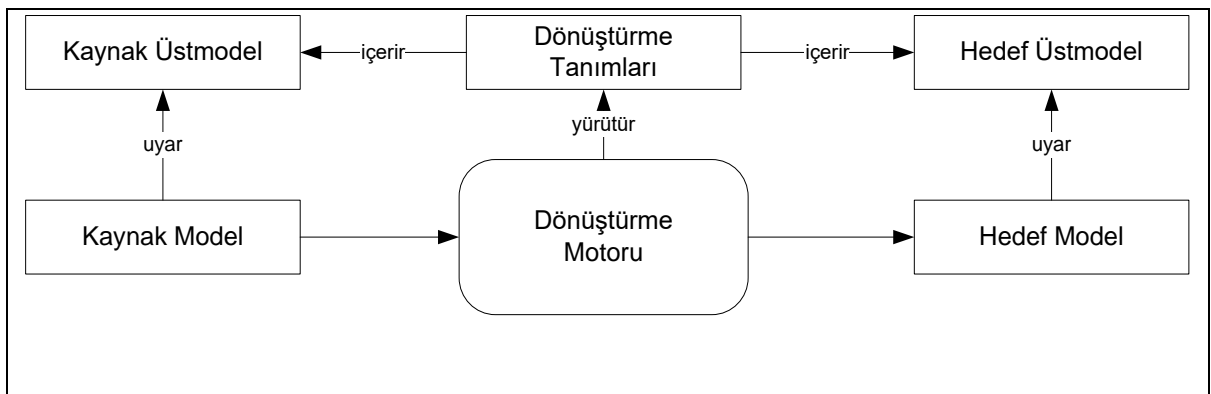 Kaynak Üstmodel
içerir
Dönüştürme
Tanımları
içerir
Hedef Üstmodel
uyar
yürütür
uyar
Kaynak Model
Dönüştürme
Motoru
Hedef Model